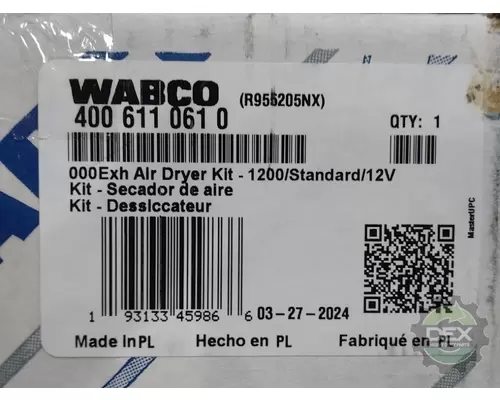 WABCO (R955205NX)
400 611 061 0 QTY: 1
000Exh Air Dryer Kit - 1200/Standard/12V
Kit - Secador de aire
Kit - Dessiccateur
MasterUPC
1 93133 45986 6 03-27-2024
Made In PL Hecho en PL Fabriqué en PL
DEX